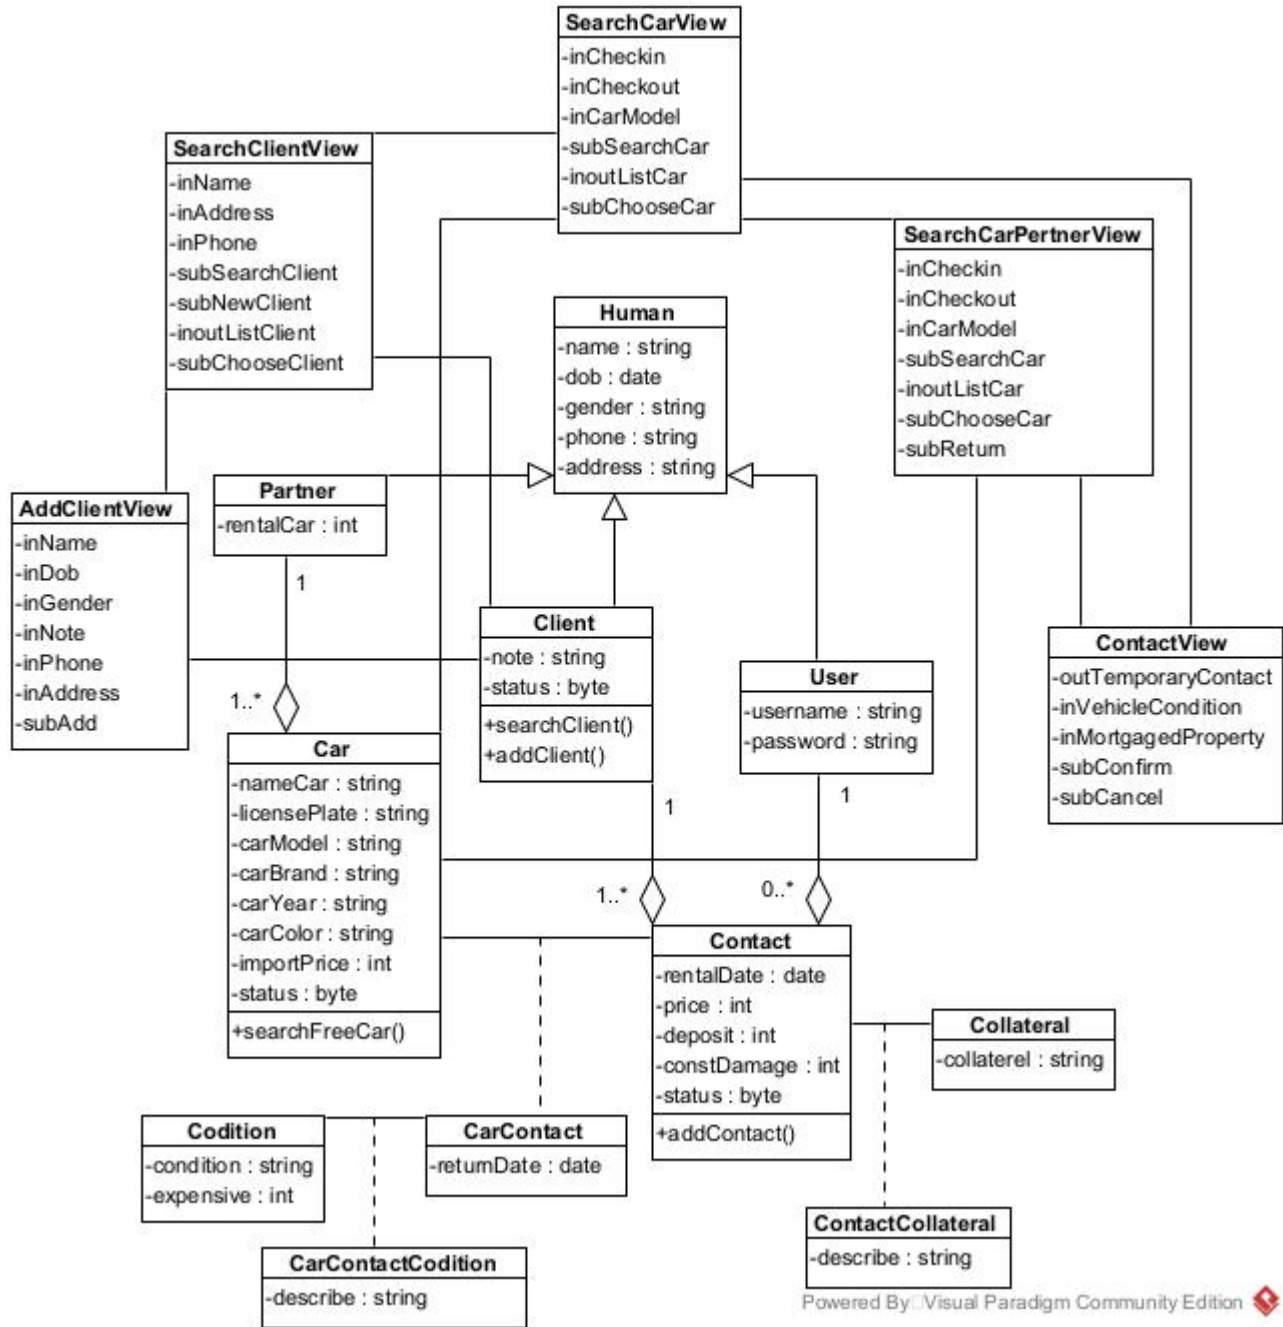 SearchCarView
-inCheckin
-inCheckout
-inCarModel
-subSearchCar
-inoutListCar
-subChooseCar
SearchClientView
-inName
-inAddress
-inPhone
-subSearchClient
-subNewClient
-inoutListClient
-subChooseClient
SearchCarPertnerView
-inCheckin
-inCheckout
-inCarModel
-subSearchCar
-inoutListCar
-subChooseCar
-subReturn
Human
-name : string
-dob : date
-gender : string
-phone : string
-address : string
Partner
-rentalCar : int
1
AddClientView
-inName
-inDob
-inGender
-inNote
-inPhone
-inAddress
-subAdd
Client
-note : string
-status : byte
+searchClient()
+addClient()
1
User
-username : string
-password : string
1
ContactView
-outTemporaryContact
-inVehicleCondition
-inMortgagedProperty
-subConfirm
-subCancel
1..*
Car
-nameCar : string
-licensePlate : string
-carModel : string
-carBrand : string
-carYear : string
-carColor : string
-importPrice : int
-status : byte
+searchFreeCar()
1..*
0..*
Contact
-rentalDate : date
-price : int
-deposit : int
-constDamage : int
-status : byte
+addContact()
Collateral
-collaterel : string
Codition
-condition : string
-expensive : int
CarContact
-returnDate : date
CarContactCodition
-describe : string
ContactCollateral
-describe : string
Powered By Visual Paradigm Community Edition